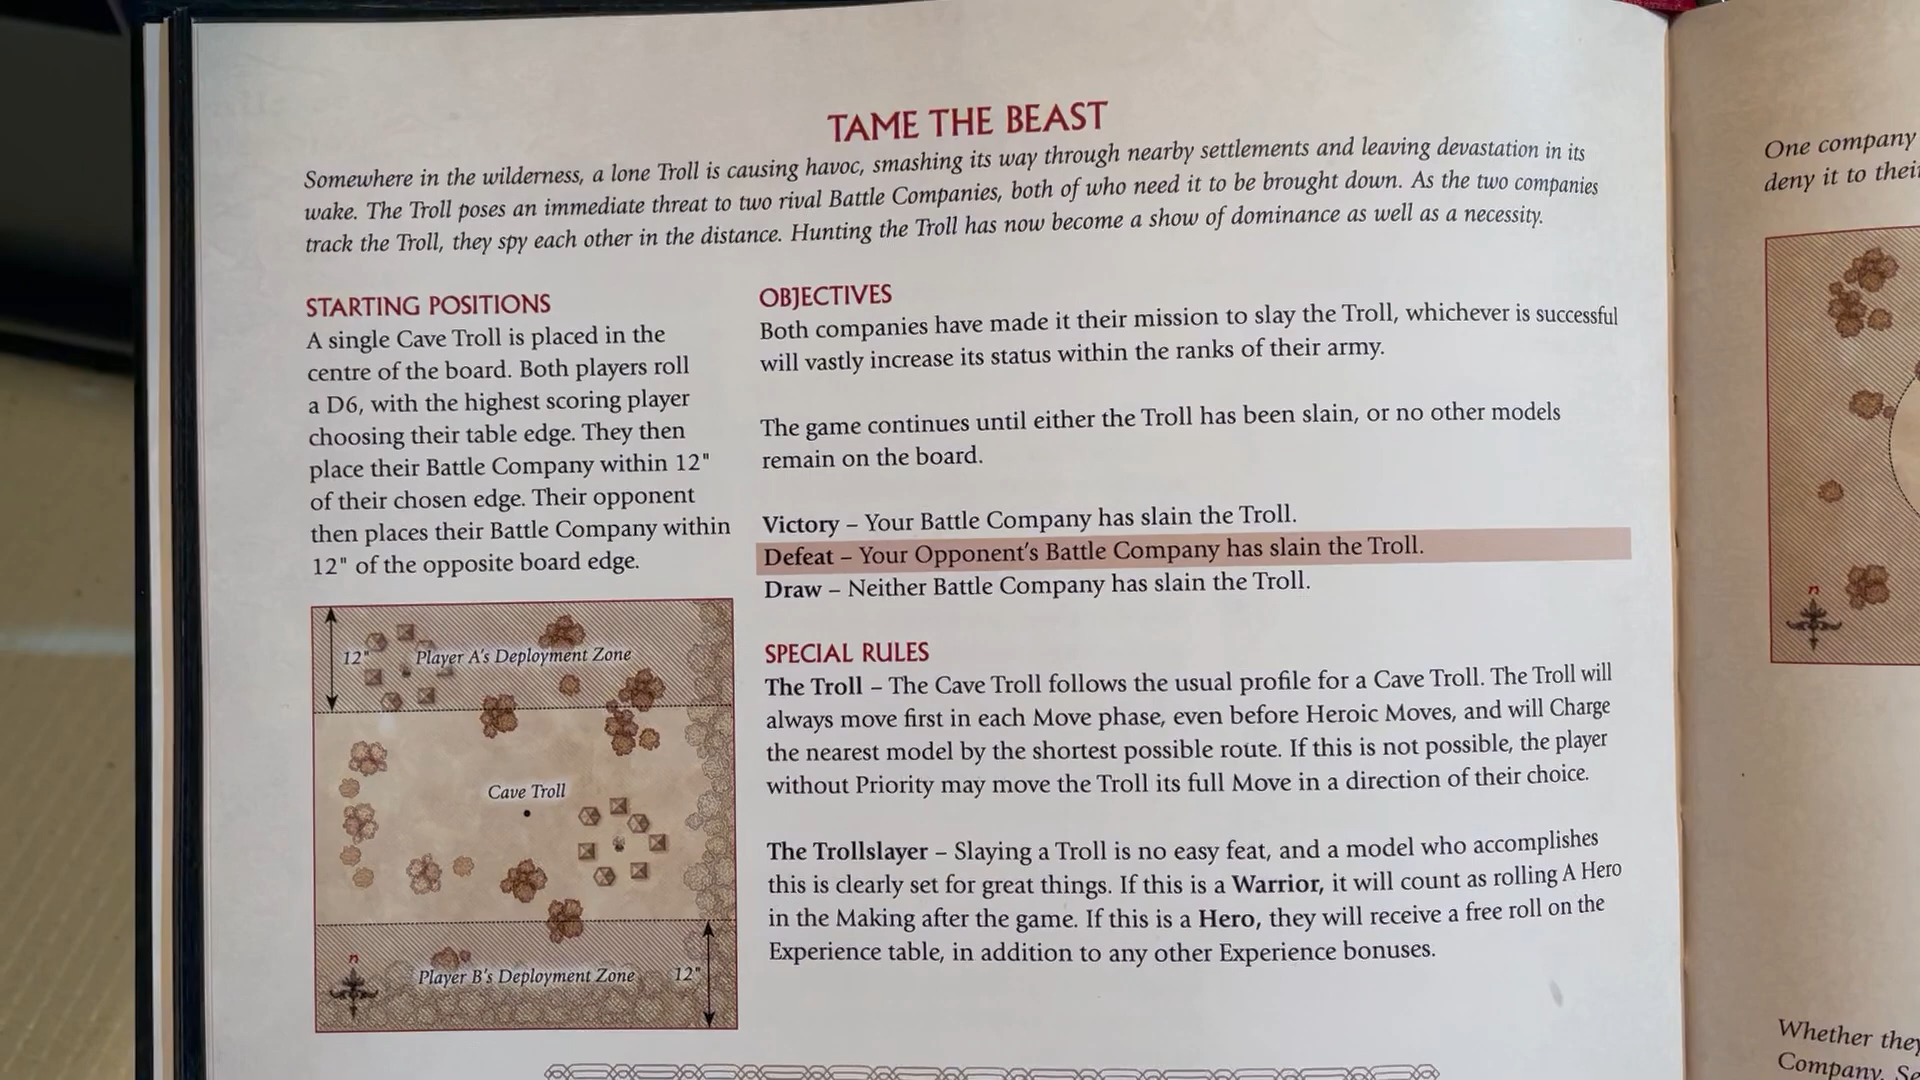 TAME THE BEAST
Somewhere in the wilderness, a lone Troll is causing havoc, smashing its way through nearby settlements and leaving devastation in its
wake. The Troll poses an immediate threat to two rival Battle Companies, both of who need it to be brought down. As the two companies
track the Troll, they spy each other in the distance. Hunting the Troll has now become a show of dominance as well as a necessity.
STARTING POSITIONS
A single Cave Troll is placed in the
centre of the board. Both players roll
a D6, with the highest scoring player
choosing their table edge. They then
place their Battle Company within 12"
of their chosen edge. Their opponent
then places their Battle Company within
12" of the opposite board edge.
12"
Player A's Deployment Zone
Cave Troll
n
Player B's Deployment Zone
12"
OBJECTIVES
Both companies have made it their mission to slay the Troll, whichever is successful
will vastly increase its status within the ranks of their army.
The game continues until either the Troll has been slain, or no other models
remain on the board.
Victory – Your Battle Company has slain the Troll.
Defeat – Your Opponent's Battle Company has slain the Troll.
Draw – Neither Battle Company has slain the Troll.
SPECIAL RULES
The Troll – The Cave Troll follows the usual profile for a Cave Troll. The Troll will
always move first in each Move phase, even before Heroic Moves, and will Charge
the nearest model by the shortest possible route. If this is not possible, the player
without Priority may move the Troll its full Move in a direction of their choice.
The Trollslayer – Slaying a Troll is no easy feat, and a model who accomplishes
this is clearly set for great things. If this is a Warrior, it will count as rolling A Hero
in the Making after the game. If this is a Hero, they will receive a free roll on the
Experience table, in addition to any other Experience bonuses.
One company
deny it to their
n
Whether they
Company. Se